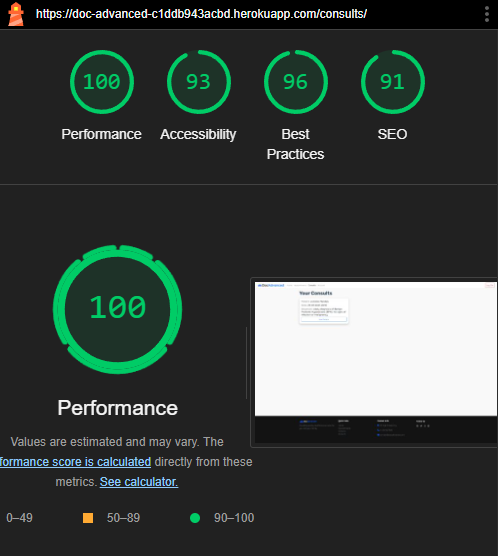 https://doc-advanced-c1ddb943acbd.herokuapp.com/consults/
100
93
96
91
Performance
Accessibility
Best
Practices
SEO
100
Performance
Values are estimated and may vary. The
formance score is calculated directly from these
metrics. See calculator.
0–49
50–89
90–100
Your Consults